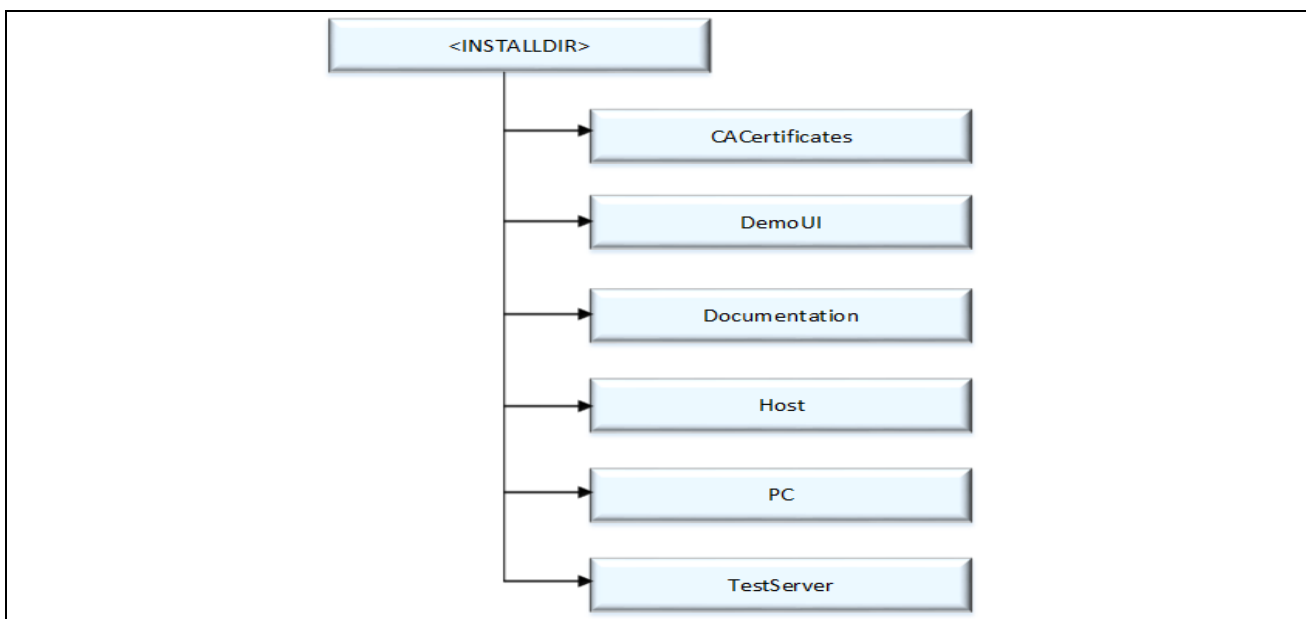 <INSTALLDIR>
CACertificates
DemoUI
Documentation
Host
PC
TestServer